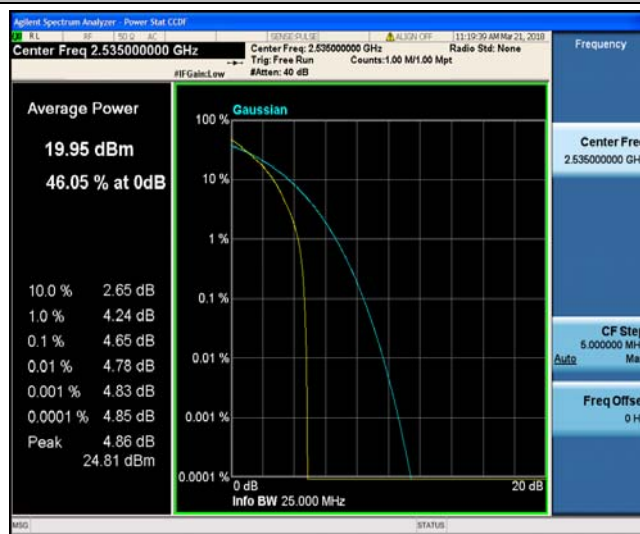 Agilent Spectrum Analyzer - Power Stat CCDF
RL RF 50 Ω AC SENSE:PULSE ALIGN OFF 11:19:39 AM Mar 21, 2018
Center Freq 2.535000000 GHz
Center Freq: 2.535000000 GHz Radio Std: None
Trig: Free Run Counts:1.00 M/1.00 Mpt
#IFGain:Low #Atten: 40 dB
Frequency
Average Power
19.95 dBm
46.05 % at 0dB
10.0 % 2.65 dB
1.0 % 4.24 dB
0.1 % 4.65 dB
0.01 % 4.78 dB
0.001 % 4.83 dB
0.0001 % 4.85 dB
Peak 4.86 dB
24.81 dBm
Gaussian
100 %
10 %
1 %
0.1 %
0.01 %
0.001 %
0.0001 %
0 dB 20 dB
Info BW 25.000 MHz
Center Fre
2.535000000 GH
CF Step
5.000000 MH
Auto Ma
Freq Offse
0 H
MSG STATUS